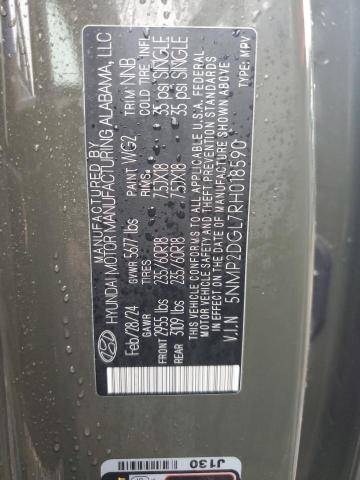 MANUFACTURED BY
HYUNDAI MOTOR MANUFACTURING ALABAMA, LLC
Feb/28/24 GVWR 5677 lbs PAINT WG2 TRIM NNB
GAWR TIRES RIMS COLD TIRE INFL
FRONT 2955 lbs 235/60R18 7.5JX18 35 psi SINGLE
REAR 3109 lbs 235/60R18 7.5JX18 35 psi SINGLE
THIS VEHICLE CONFORMS TO ALL APPLICABLE U.S.A. FEDERAL
MOTOR VEHICLE SAFETY, BUMPER, AND THEFT PREVENTION STANDARDS
IN EFFECT ON THE DATE OF MANUFACTURE SHOWN ABOVE
V.I.N 5NMP2DGL7RH018590 TYPE: MPV
J130